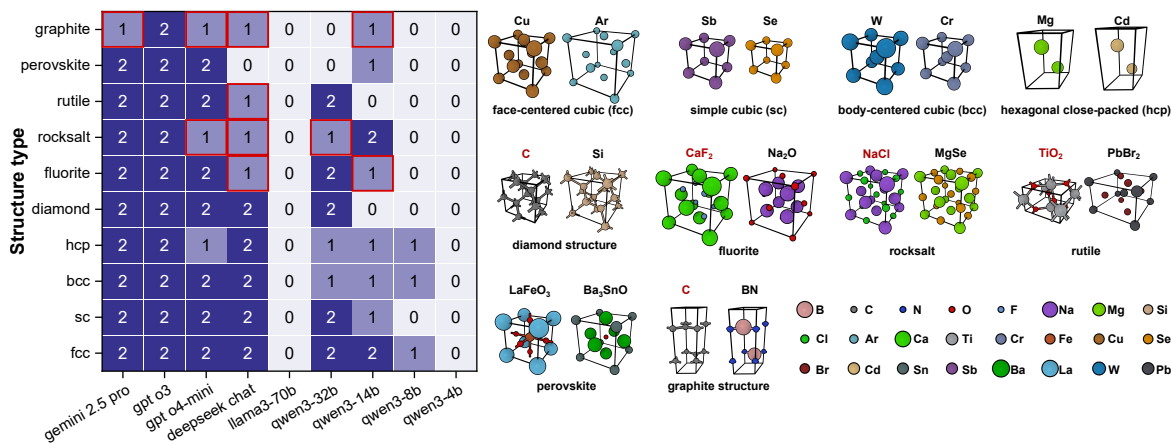 Structure type
graphite 1 2 1 1 0 0 1 0 0
perovskite 2 2 2 0 0 0 1 0 0
rutile 2 2 2 1 0 2 0 0 0
rocksalt 2 2 1 1 0 1 2 0 0
fluorite 2 2 2 1 0 2 1 0 0
diamond 2 2 2 2 0 2 0 0 0
hcp 2 2 1 2 0 1 1 1 0
bcc 2 2 2 2 0 1 1 1 0
sc 2 2 2 2 0 2 1 0 0
fcc 2 2 2 2 0 2 2 1 0
gemini 2.5 pro
gpt o3
gpt o4-mini
deepseek chat
llama3-70b
qwen3-32b
qwen3-14b
qwen3-8b
qwen3-4b
Cu Ar
face-centered cubic (fcc)
Sb Se
simple cubic (sc)
W Cr
body-centered cubic (bcc)
Mg Cd
hexagonal close-packed (hcp)
C Si
diamond structure
CaF₂ Na₂O
fluorite
NaCl MgSe
rocksalt
TiO₂ PbBr₂
rutile
LaFeO₃ Ba₃SnO
perovskite
C BN
graphite structure
B C N O F Na Mg Si
Cl Ar Ca Ti Cr Fe Cu Se
Br Cd Sn Sb Ba La W Pb